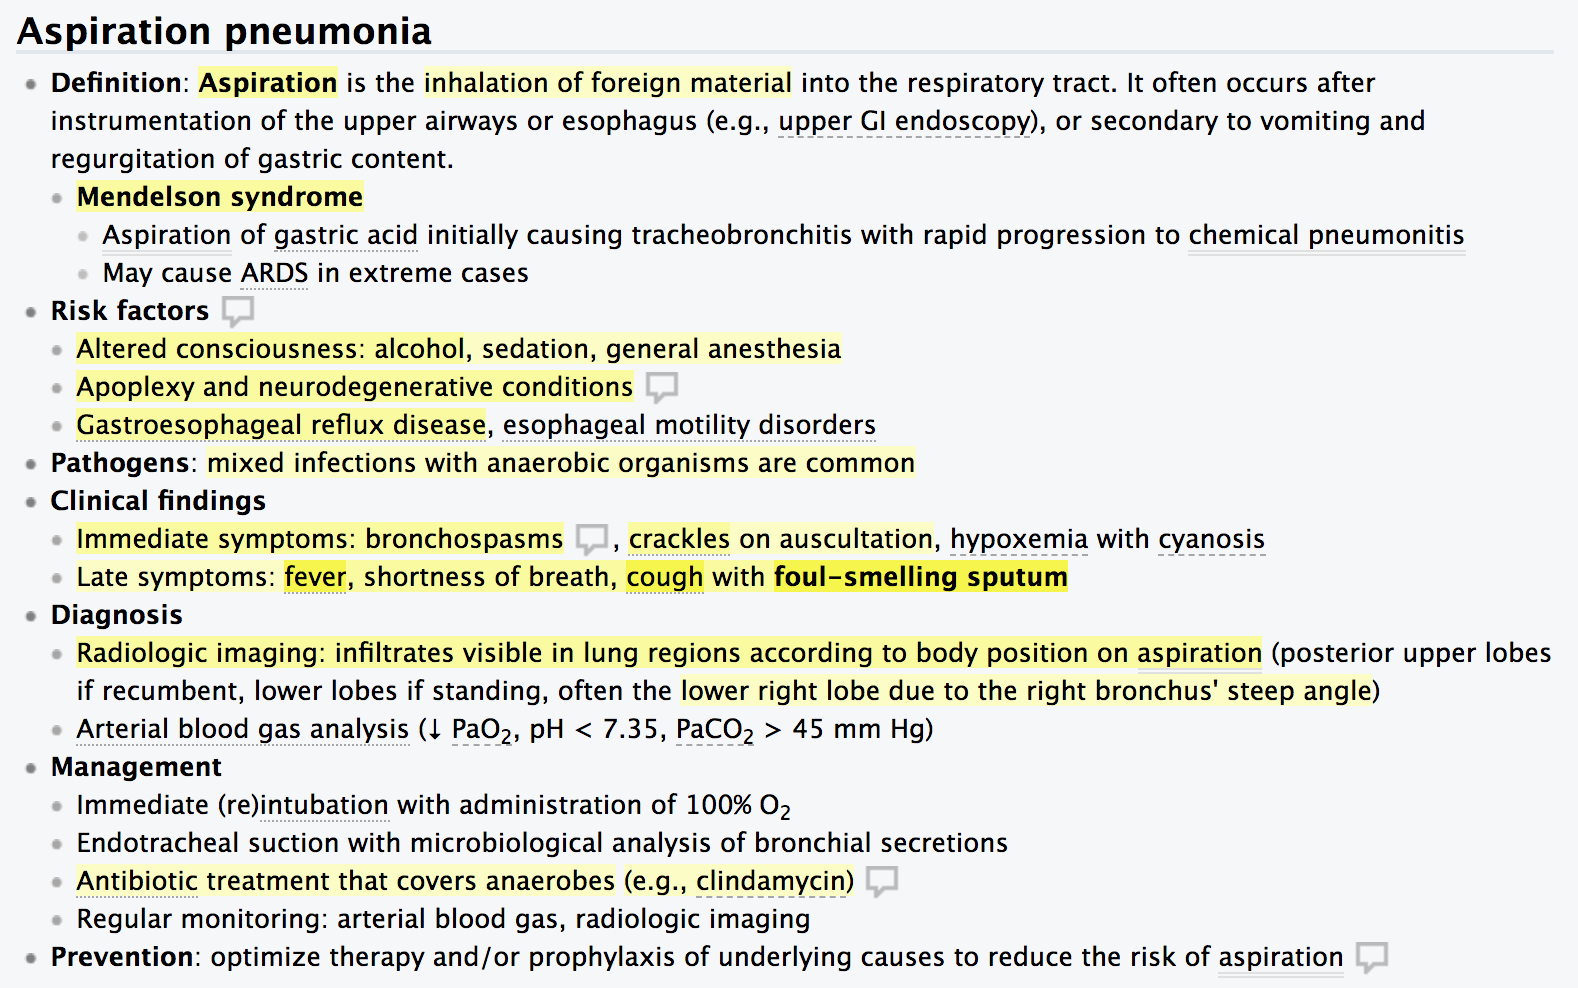 Aspiration pneumonia
Definition: Aspiration is the inhalation of foreign material into the respiratory tract. It often occurs after
instrumentation of the upper airways or esophagus (e.g., upper GI endoscopy), or secondary to vomiting and
regurgitation of gastric content.
Mendelson syndrome
Aspiration of gastric acid initially causing tracheobronchitis with rapid progression to chemical pneumonitis
May cause ARDS in extreme cases
Risk factors
Altered consciousness: alcohol, sedation, general anesthesia
Apoplexy and neurodegenerative conditions
Gastroesophageal reflux disease, esophageal motility disorders
Pathogens: mixed infections with anaerobic organisms are common
Clinical findings
Immediate symptoms: bronchospasms , crackles on auscultation, hypoxemia with cyanosis
Late symptoms: fever, shortness of breath, cough with foul-smelling sputum
Diagnosis
Radiologic imaging: infiltrates visible in lung regions according to body position on aspiration (posterior upper lobes
if recumbent, lower lobes if standing, often the lower right lobe due to the right bronchus' steep angle)
Arterial blood gas analysis (↓ PaO₂, pH < 7.35, PaCO₂ > 45 mm Hg)
Management
Immediate (re)intubation with administration of 100% O₂
Endotracheal suction with microbiological analysis of bronchial secretions
Antibiotic treatment that covers anaerobes (e.g., clindamycin)
Regular monitoring: arterial blood gas, radiologic imaging
Prevention: optimize therapy and/or prophylaxis of underlying causes to reduce the risk of aspiration